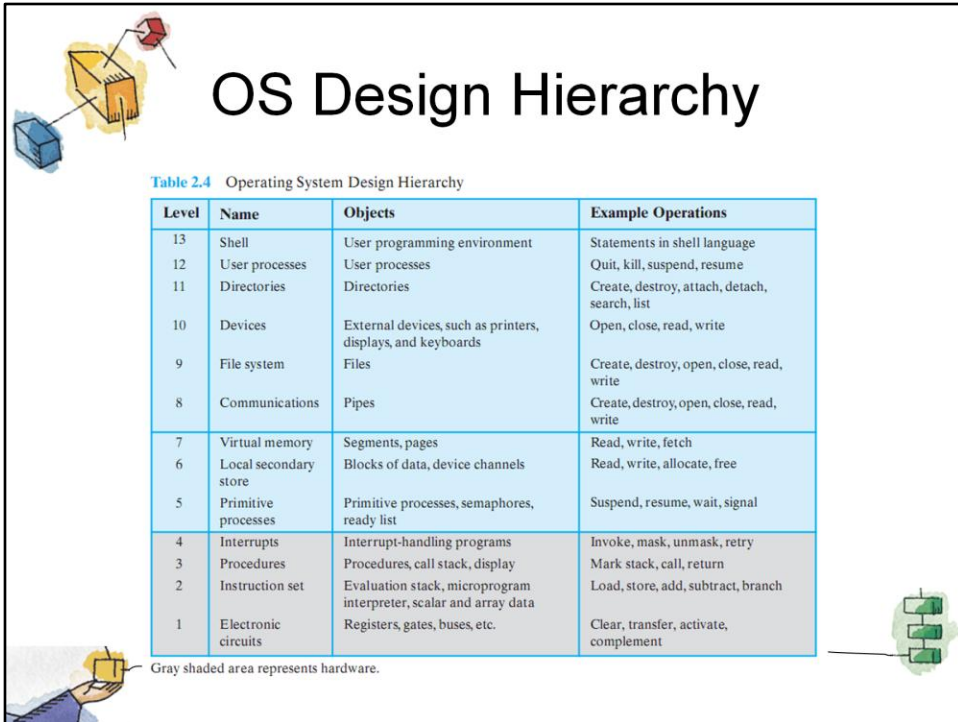 OS Design Hierarchy
Table 2.4 Operating System Design Hierarchy
Level Name Objects Example Operations
13 Shell User programming environment Statements in shell language
12 User processes User processes Quit, kill, suspend, resume
11 Directories Directories Create, destroy, attach, detach,
search, list
10 Devices External devices, such as printers, Open, close, read, write
displays, and keyboards
9 File system Files Create, destroy, open, close, read,
write
8 Communications Pipes Create, destroy, open, close, read,
write
7 Virtual memory Segments, pages Read, write, fetch
6 Local secondary Blocks of data, device channels Read, write, allocate, free
store
5 Primitive Primitive processes, semaphores, Suspend, resume, wait, signal
processes ready list
4 Interrupts Interrupt-handling programs Invoke, mask, unmask, retry
3 Procedures Procedures, call stack, display Mark stack, call, return
2 Instruction set Evaluation stack, microprogram Load, store, add, subtract, branch
interpreter, scalar and array data
1 Electronic Registers, gates, buses, etc. Clear, transfer, activate,
circuits complement
Gray shaded area represents hardware.